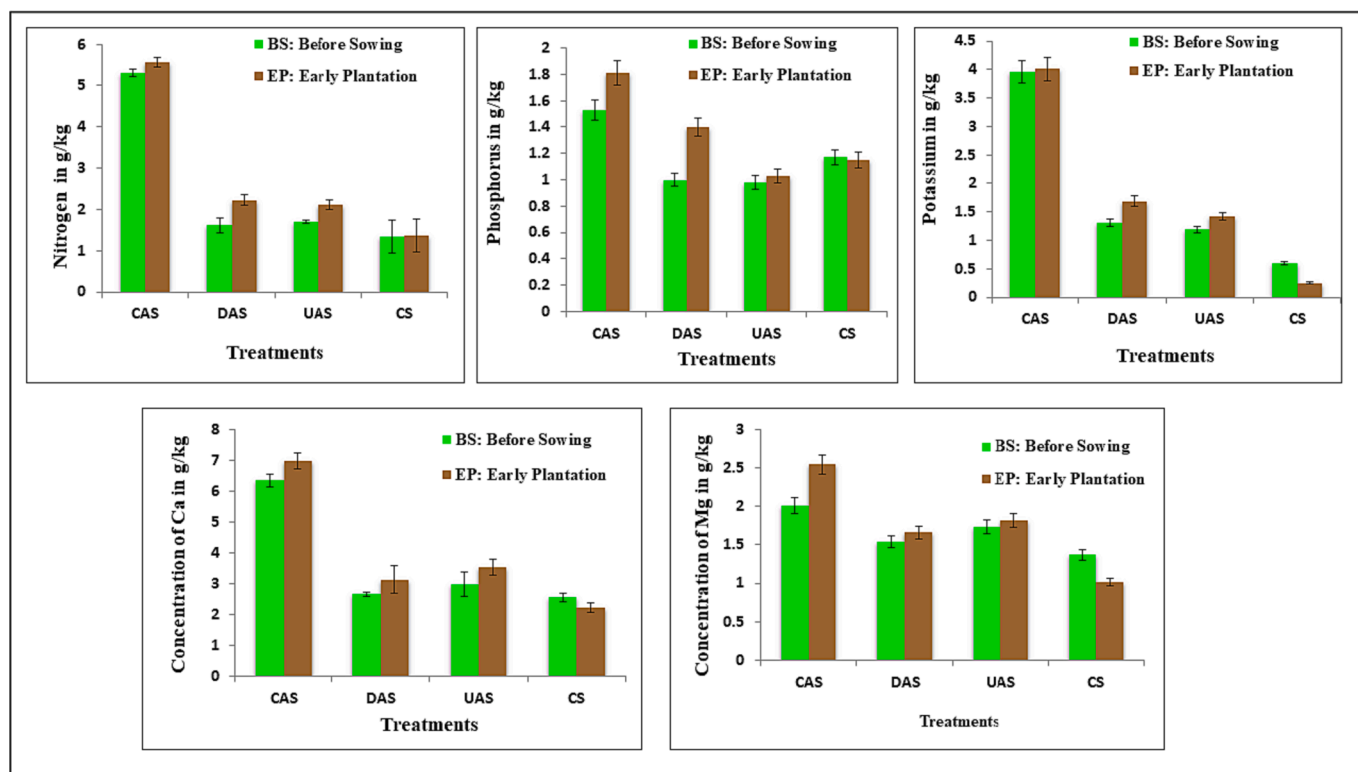 Nitrogen in g/kg
6
5
4
3
2
1
0
BS: Before Sowing
EP: Early Plantation
CAS DAS UAS CS
Treatments
Phosphorus in g/kg
2
1.8
1.6
1.4
1.2
1
0.8
0.6
0.4
0.2
0
BS: Before Sowing
EP: Early Plantation
CAS DAS UAS CS
Treatments
Potassium in g/kg
4.5
4
3.5
3
2.5
2
1.5
1
0.5
0
BS: Before Sowing
EP: Early Plantation
CAS DAS UAS CS
Treatments
Concentration of Ca in g/kg
8
7
6
5
4
3
2
1
0
BS: Before Sowing
EP: Early Plantation
CAS DAS UAS CS
Treatments
Concentration of Mg in g/kg
3
2.5
2
1.5
1
0.5
0
BS: Before Sowing
EP: Early Plantation
CAS DAS UAS CS
Treatments